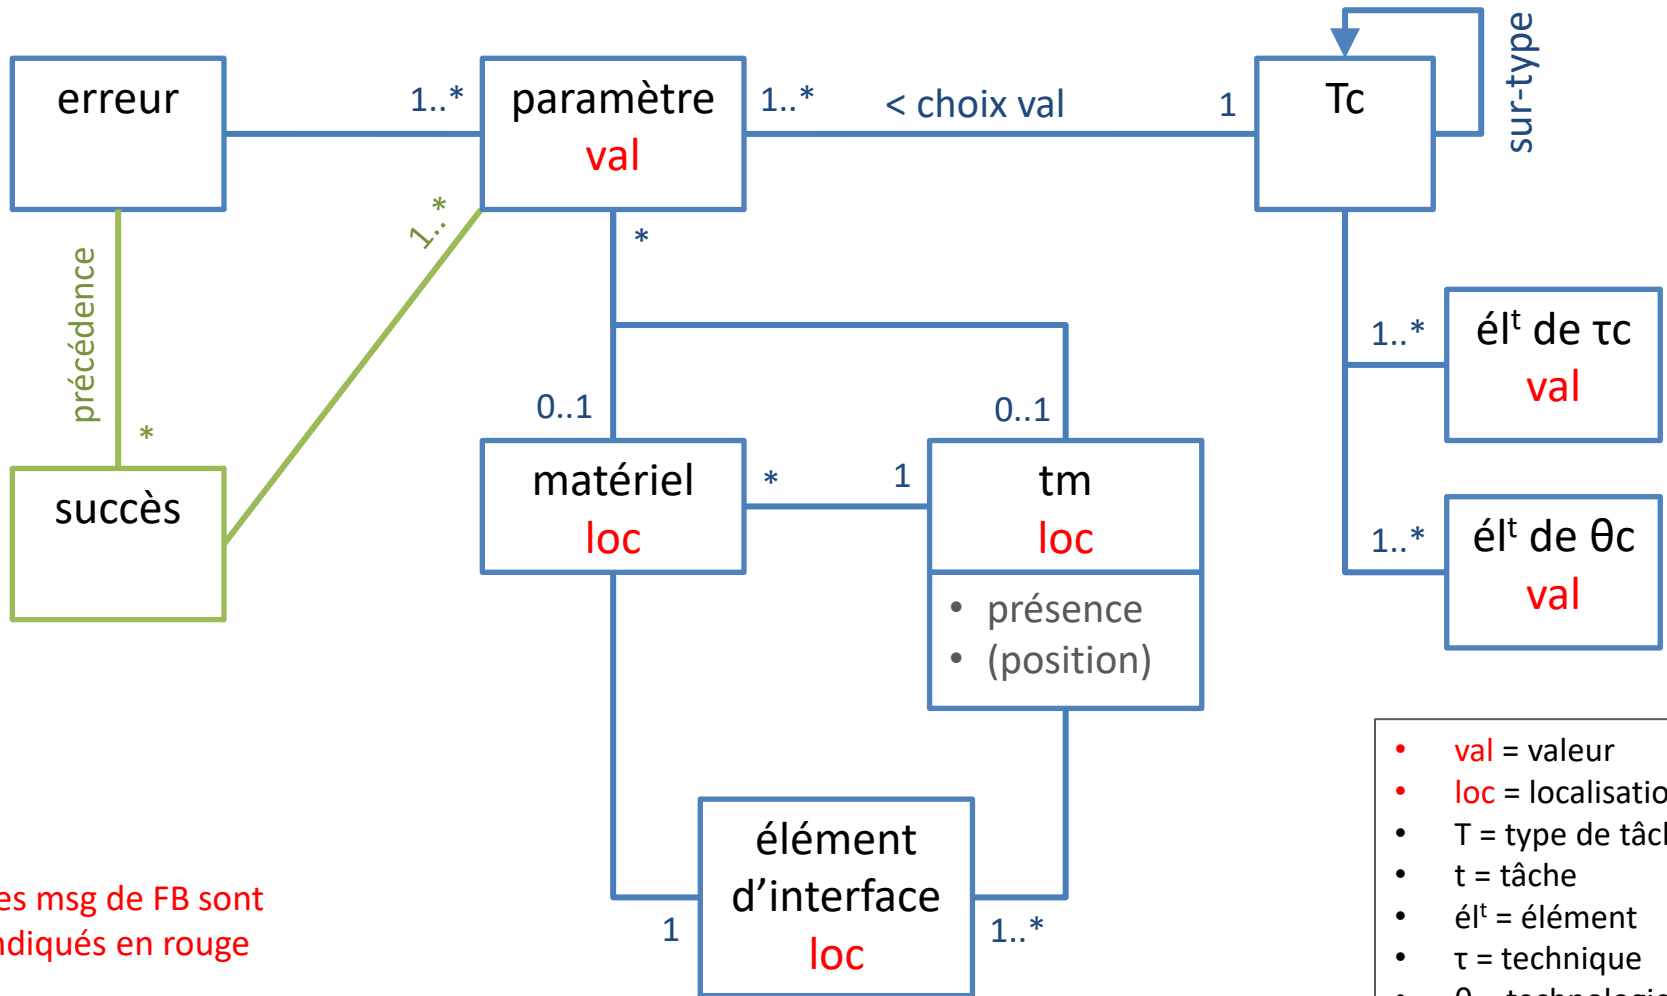 erreur
1..*
paramètre
val
1..*
< choix val
1
Tc
sur-type
précédence
*
1..*
*
succès
0..1
matériel
loc
*
1
0..1
tm
loc
• présence
• (position)
1..*
élᵗ de τc
val
1..*
élᵗ de θc
val
1
élément
d’interface
loc
1..*
es msg de FB sont
ndiqués en rouge
• val = valeur
• loc = localisatio
• T = type de tâcl
• t = tâche
• élᵗ = élément
• τ = technique